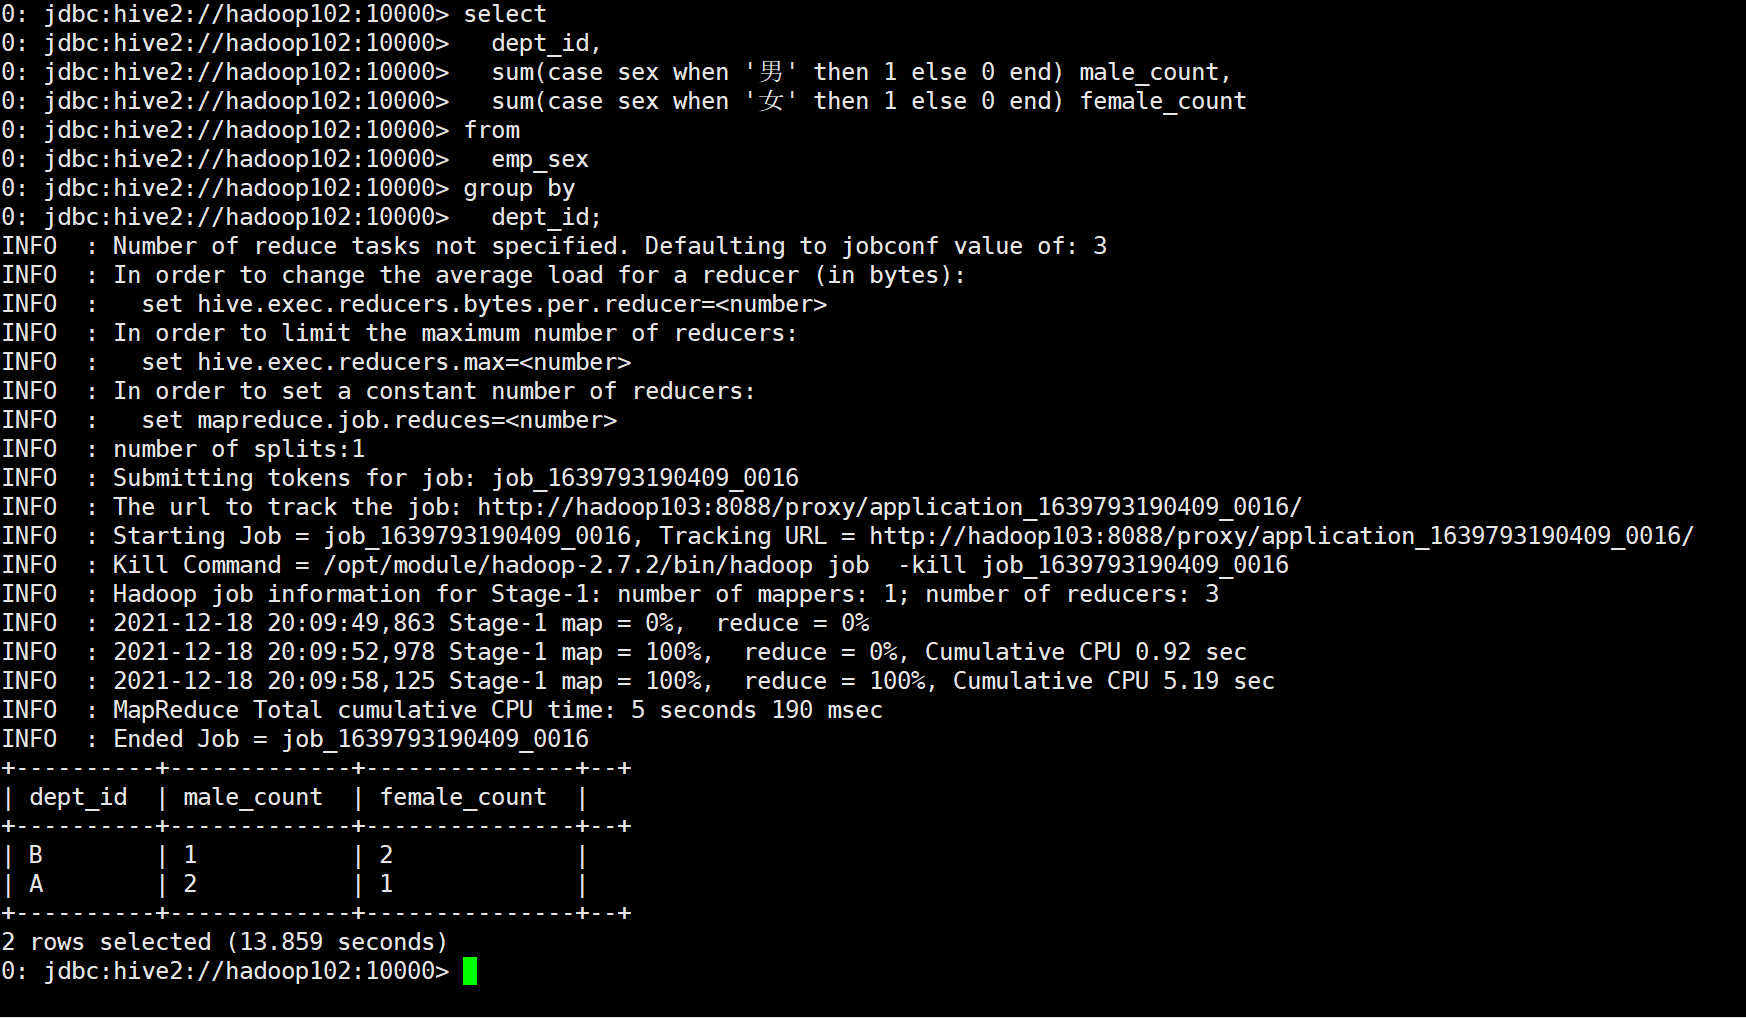 0: jdbc:hive2://hadoop102:10000> select
0: jdbc:hive2://hadoop102:10000>   dept_id,
0: jdbc:hive2://hadoop102:10000>   sum(case sex when '男' then 1 else 0 end) male_count,
0: jdbc:hive2://hadoop102:10000>   sum(case sex when '女' then 1 else 0 end) female_count
0: jdbc:hive2://hadoop102:10000> from
0: jdbc:hive2://hadoop102:10000>   emp_sex
0: jdbc:hive2://hadoop102:10000> group by
0: jdbc:hive2://hadoop102:10000>   dept_id;
INFO  : Number of reduce tasks not specified. Defaulting to jobconf value of: 3
INFO  : In order to change the average load for a reducer (in bytes):
INFO  :   set hive.exec.reducers.bytes.per.reducer=<number>
INFO  : In order to limit the maximum number of reducers:
INFO  :   set hive.exec.reducers.max=<number>
INFO  : In order to set a constant number of reducers:
INFO  :   set mapreduce.job.reduces=<number>
INFO  : number of splits:1
INFO  : Submitting tokens for job: job_1639793190409_0016
INFO  : The url to track the job: http://hadoop103:8088/proxy/application_1639793190409_0016/
INFO  : Starting Job = job_1639793190409_0016, Tracking URL = http://hadoop103:8088/proxy/application_1639793190409_0016/
INFO  : Kill Command = /opt/module/hadoop-2.7.2/bin/hadoop job  -kill job_1639793190409_0016
INFO  : Hadoop job information for Stage-1: number of mappers: 1; number of reducers: 3
INFO  : 2021-12-18 20:09:49,863 Stage-1 map = 0%,  reduce = 0%
INFO  : 2021-12-18 20:09:52,978 Stage-1 map = 100%,  reduce = 0%, Cumulative CPU 0.92 sec
INFO  : 2021-12-18 20:09:58,125 Stage-1 map = 100%,  reduce = 100%, Cumulative CPU 5.19 sec
INFO  : MapReduce Total cumulative CPU time: 5 seconds 190 msec
INFO  : Ended Job = job_1639793190409_0016
+----------+-------------+---------------+--+
| dept_id  | male_count  | female_count  |
+----------+-------------+---------------+--+
| B        | 1           | 2             |
| A        | 2           | 1             |
+----------+-------------+---------------+--+
2 rows selected (13.859 seconds)
0: jdbc:hive2://hadoop102:10000>